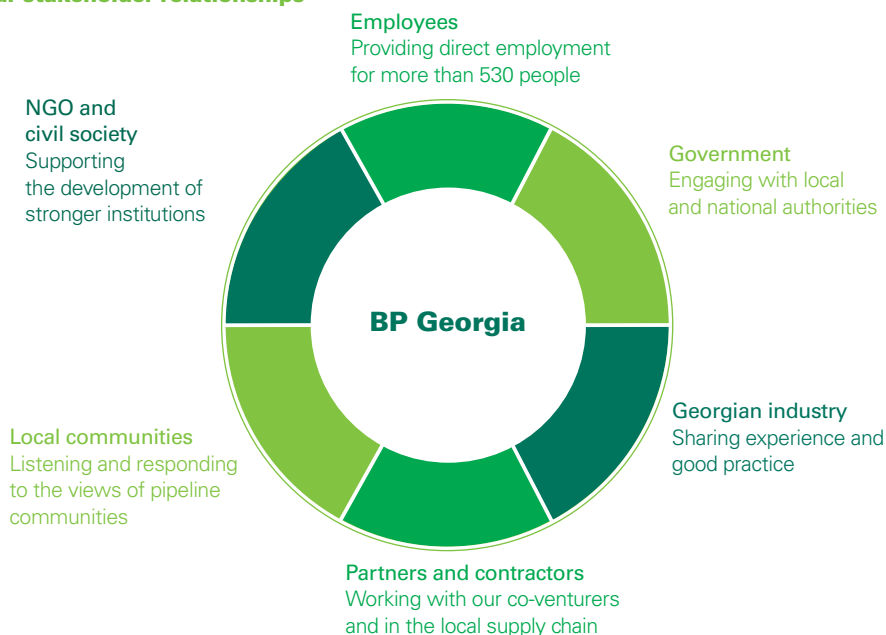 stakeholder relationships
Employees
Providing direct employment
for more than 530 people
NGO and
civil society
Supporting
the development of
stronger institutions
Government
Engaging with local
and national authorities
BP Georgia
Georgian industry
Sharing experience and
good practice
Local communities
Listening and responding
to the views of pipeline
communities
Partners and contractors
Working with our co-venturers
and in the local supply chain